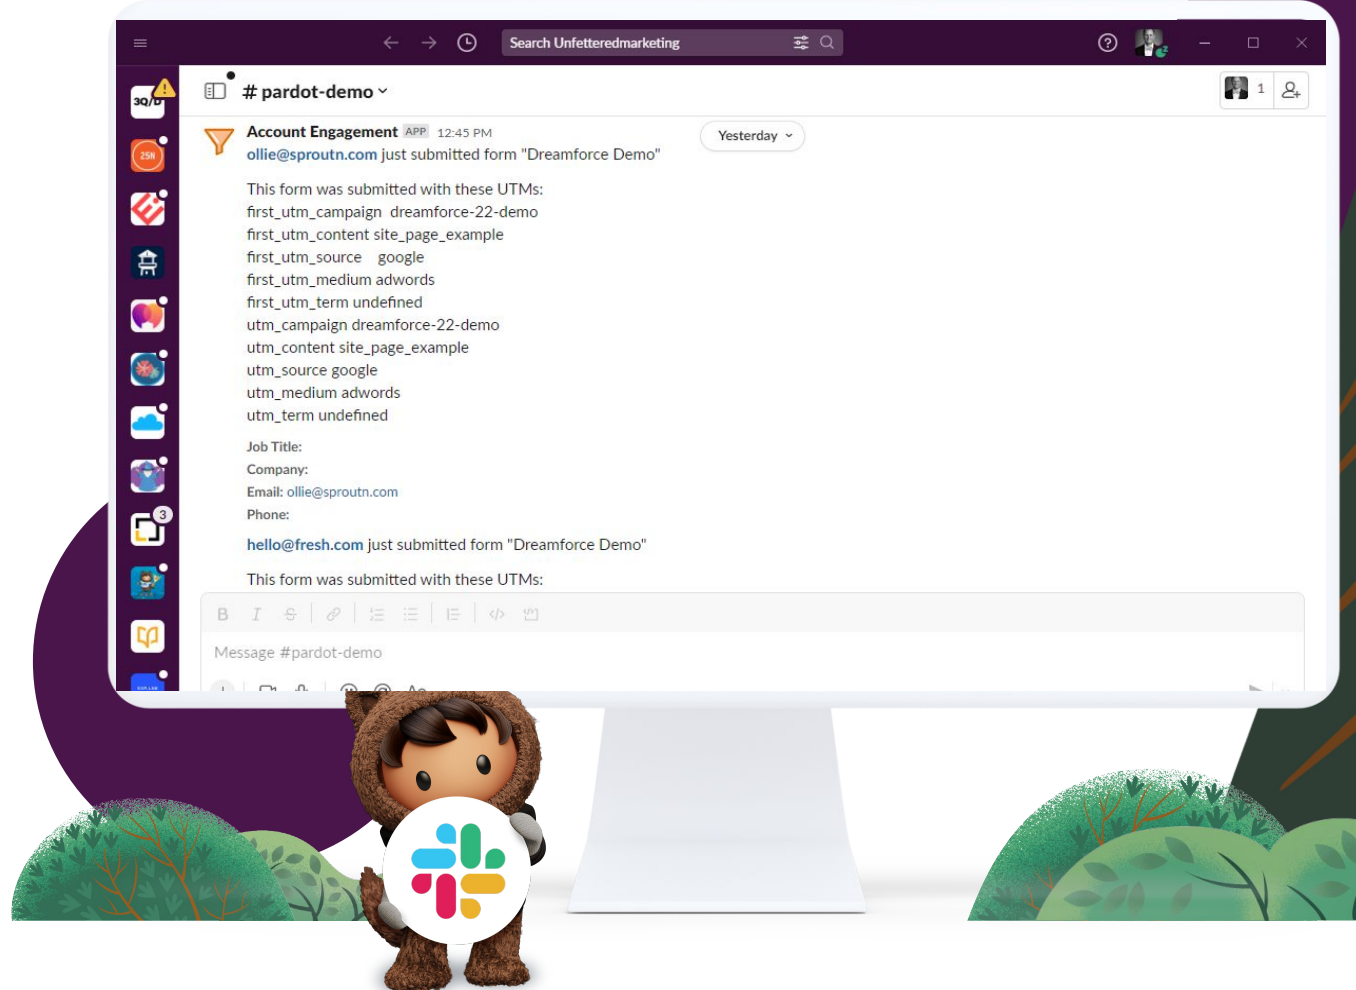 Search Unfetteredmarketing
3Q/D
# pardot-demo
1
Account Engagement APP 12:45 PM
Yesterday
ollie@sproutn.com just submitted form "Dreamforce Demo"
This form was submitted with these UTMs:
first_utm_campaign dreamforce-22-demo
first_utm_content site_page_example
first_utm_source google
first_utm_medium adwords
first_utm_term undefined
utm_campaign dreamforce-22-demo
utm_content site_page_example
utm_source google
utm_medium adwords
utm_term undefined
Job Title:
Company:
Email: ollie@sproutn.com
Phone:
hello@fresh.com just submitted form "Dreamforce Demo"
This form was submitted with these UTMs:
25N
3
B I S
Message #pardot-demo
Aa